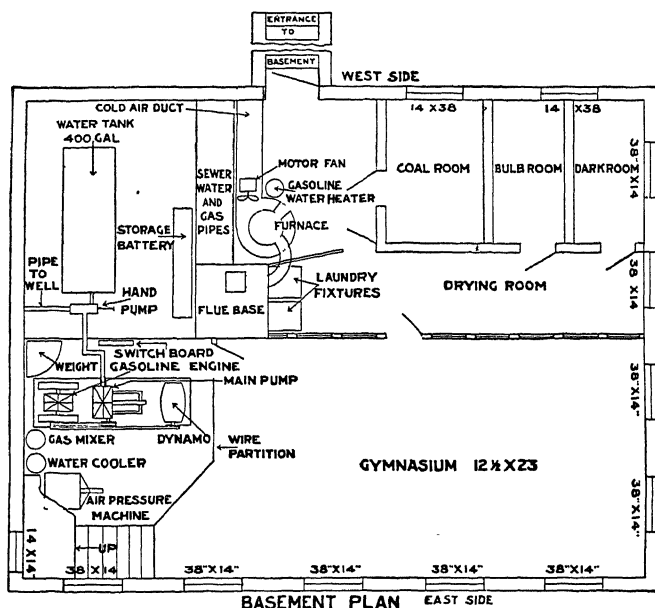 ENTRANCE
TO
BASEMENT
WEST SIDE
COLD AIR DUCT
14 X38
14 X38
WATER TANK
400 GAL
MOTOR FAN
GASOLINE
WATER HEATER
COAL ROOM
BULB ROOM
DARKROOM
38"X14
SEWER
WATER
AND
GAS
PIPES
STORAGE
BATTERY
FURNACE
PIPE
TO
WELL
HAND
PUMP
FLUE BASE
LAUNDRY
FIXTURES
DRYING ROOM
38 X14
SWITCH BOARD
GASOLINE ENGINE
WEIGHT
MAIN PUMP
38"X14"
GAS MIXER
DYNAMO
WIRE
PARTITION
WATER COOLER
GYMNASIUM 12½X23
AIR PRESSURE
MACHINE
38"X14"
14 X14"
UP
38 X14
38"X14"
38"X14"
38"X14"
38"X14"
BASEMENT PLAN
EAST SIDE